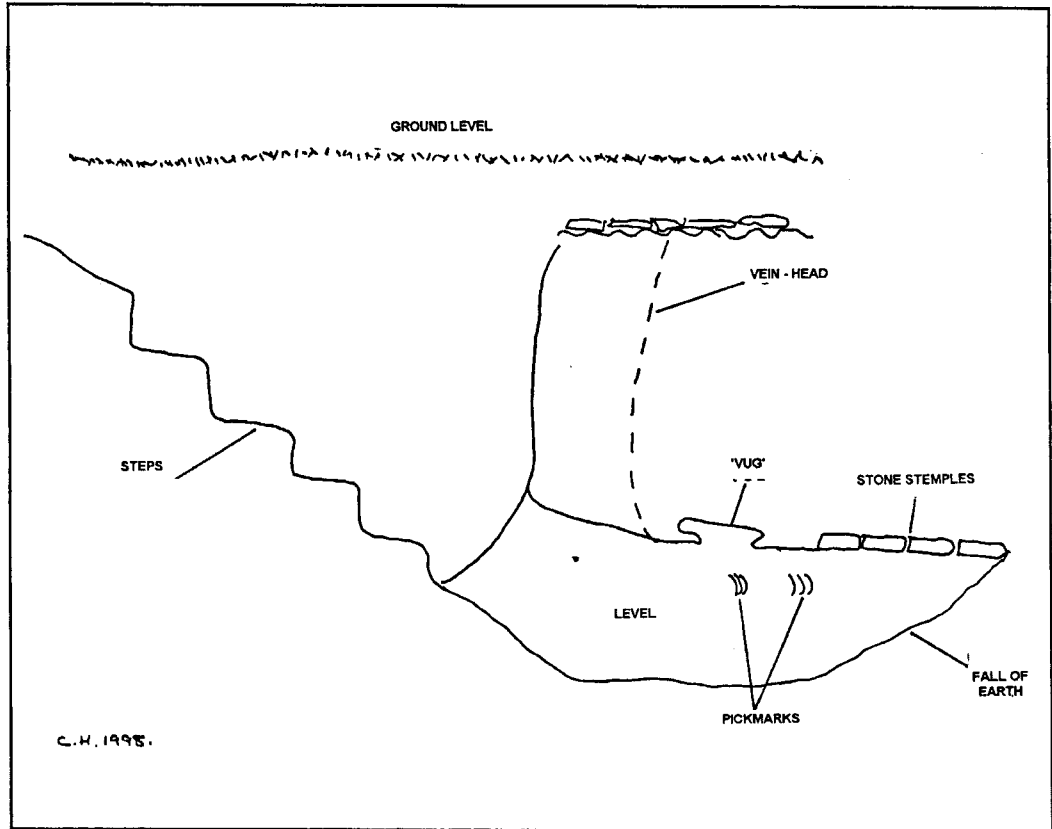 GROUND LEVEL
VEIN - HEAD
STEPS
'VUG'
STONE STEMPLES
LEVEL
FALL OF
EARTH
PICKMARKS
C.H. 1998.